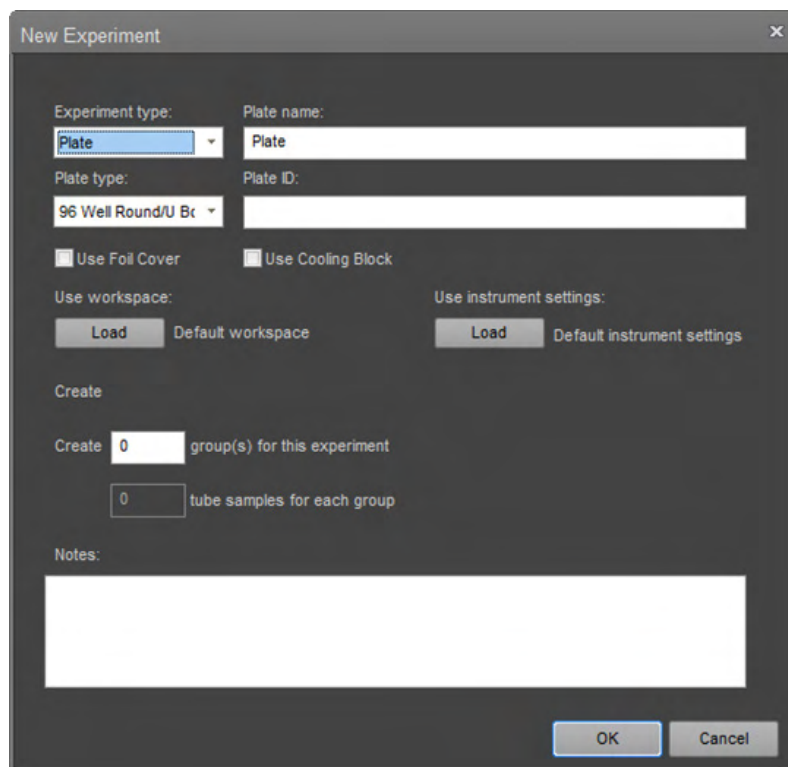 New Experiment
Experiment type: Plate name:
Plate Plate
Plate type: Plate ID:
96 Well Round/U Bc
Use Foil Cover Use Cooling Block
Use workspace: Use instrument settings:
Load Default workspace Load Default instrument settings
Create
Create 0 group(s) for this experiment
0 tube samples for each group
Notes:
OK Cancel